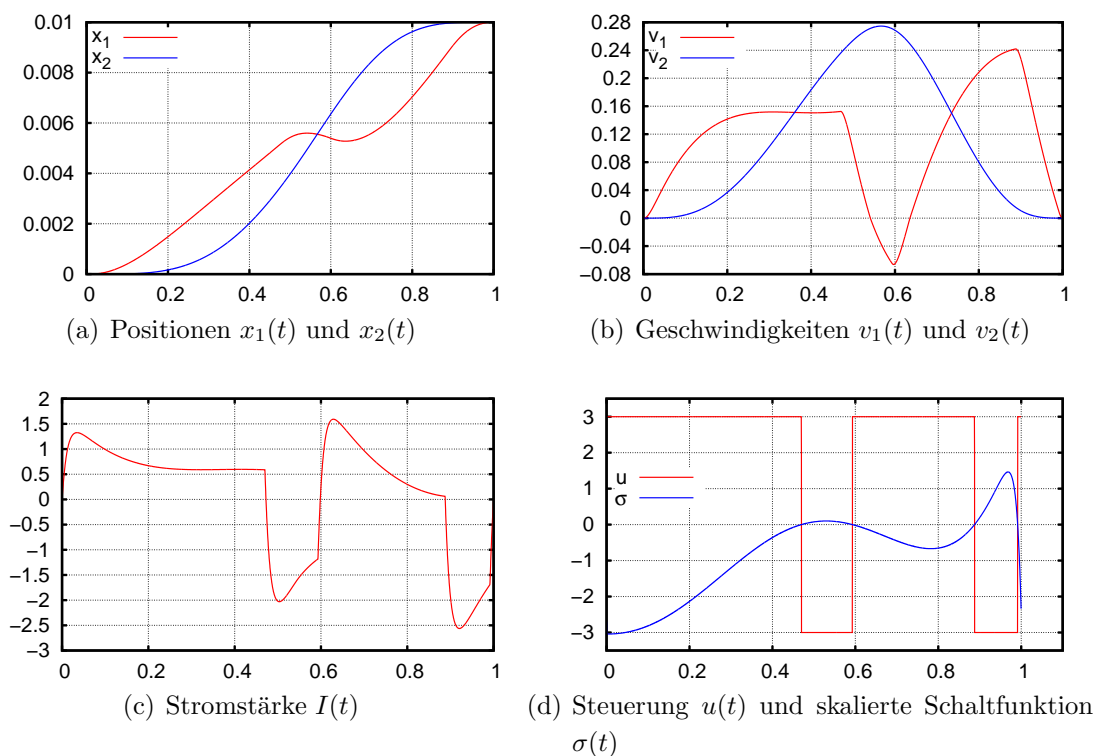 0.01
0.008
0.006
0.004
0.002
0
x1
x2
0 0.2 0.4 0.6 0.8 1
(a) Positionen x1(t) und x2(t)
0.28
0.24
0.2
0.16
0.12
0.08
0.04
0
−0.04
−0.08
v1
v2
0 0.2 0.4 0.6 0.8 1
(b) Geschwindigkeiten v1(t) und v2(t)
2
1.5
1
0.5
0
−0.5
−1
−1.5
−2
−2.5
−3
0 0.2 0.4 0.6 0.8 1
(c) Stromstärke I(t)
3
2
1
0
−1
−2
−3
u
σ
0 0.2 0.4 0.6 0.8 1
(d) Steuerung u(t) und skalierte Schaltfunktion
σ(t)